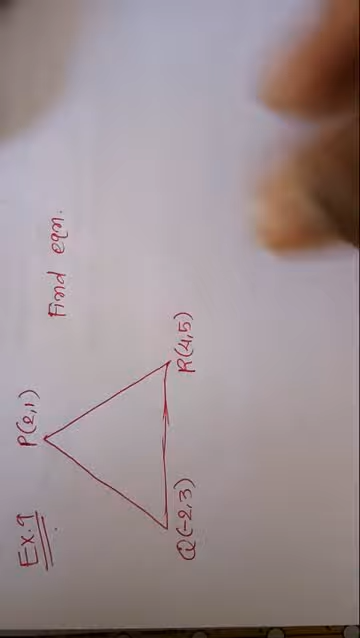 Ex.9
P(2,1)
Find eqn.
Q(-2,3)
R(4,5)